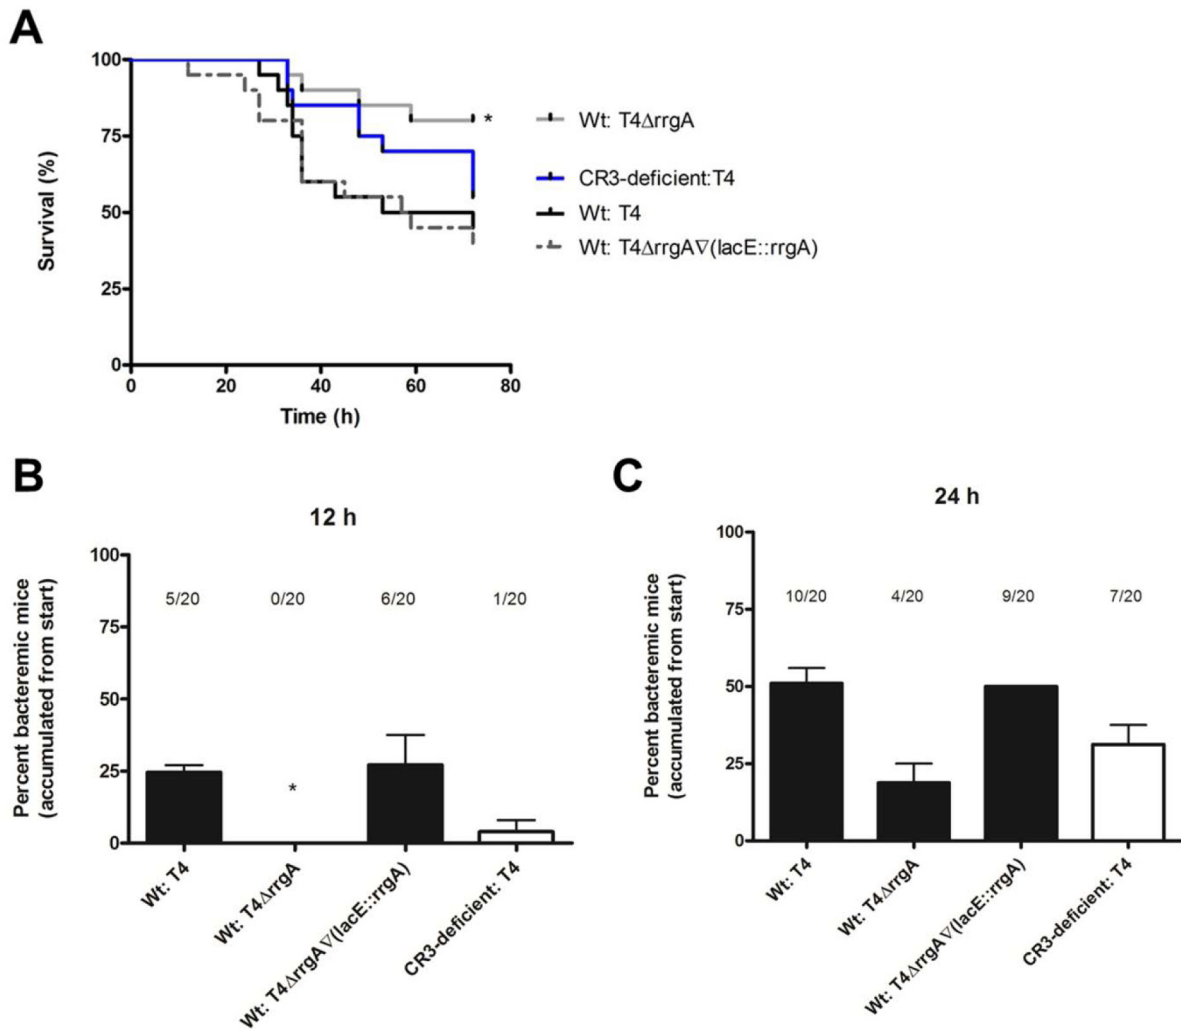 A
100
75
50
25
0
Survival (%)
0 20 40 60 80
Time (h)
*
Wt: T4ΔrrgA
CR3-deficient:T4
Wt: T4
Wt: T4ΔrrgA∇(lacE::rrgA)
B
12 h
Percent bacteremic mice
(accumulated from start)
100
75
50
25
0
5/20 0/20 6/20 1/20
*
Wt: T4
Wt: T4ΔrrgA
Wt: T4ΔrrgA∇(lacE::rrgA)
CR3-deficient: T4
C
24 h
Percent bacteremic mice
(accumulated from start)
100
75
50
25
0
10/20 4/20 9/20 7/20
Wt: T4
Wt: T4ΔrrgA
Wt: T4ΔrrgA∇(lacE::rrgA)
CR3-deficient: T4